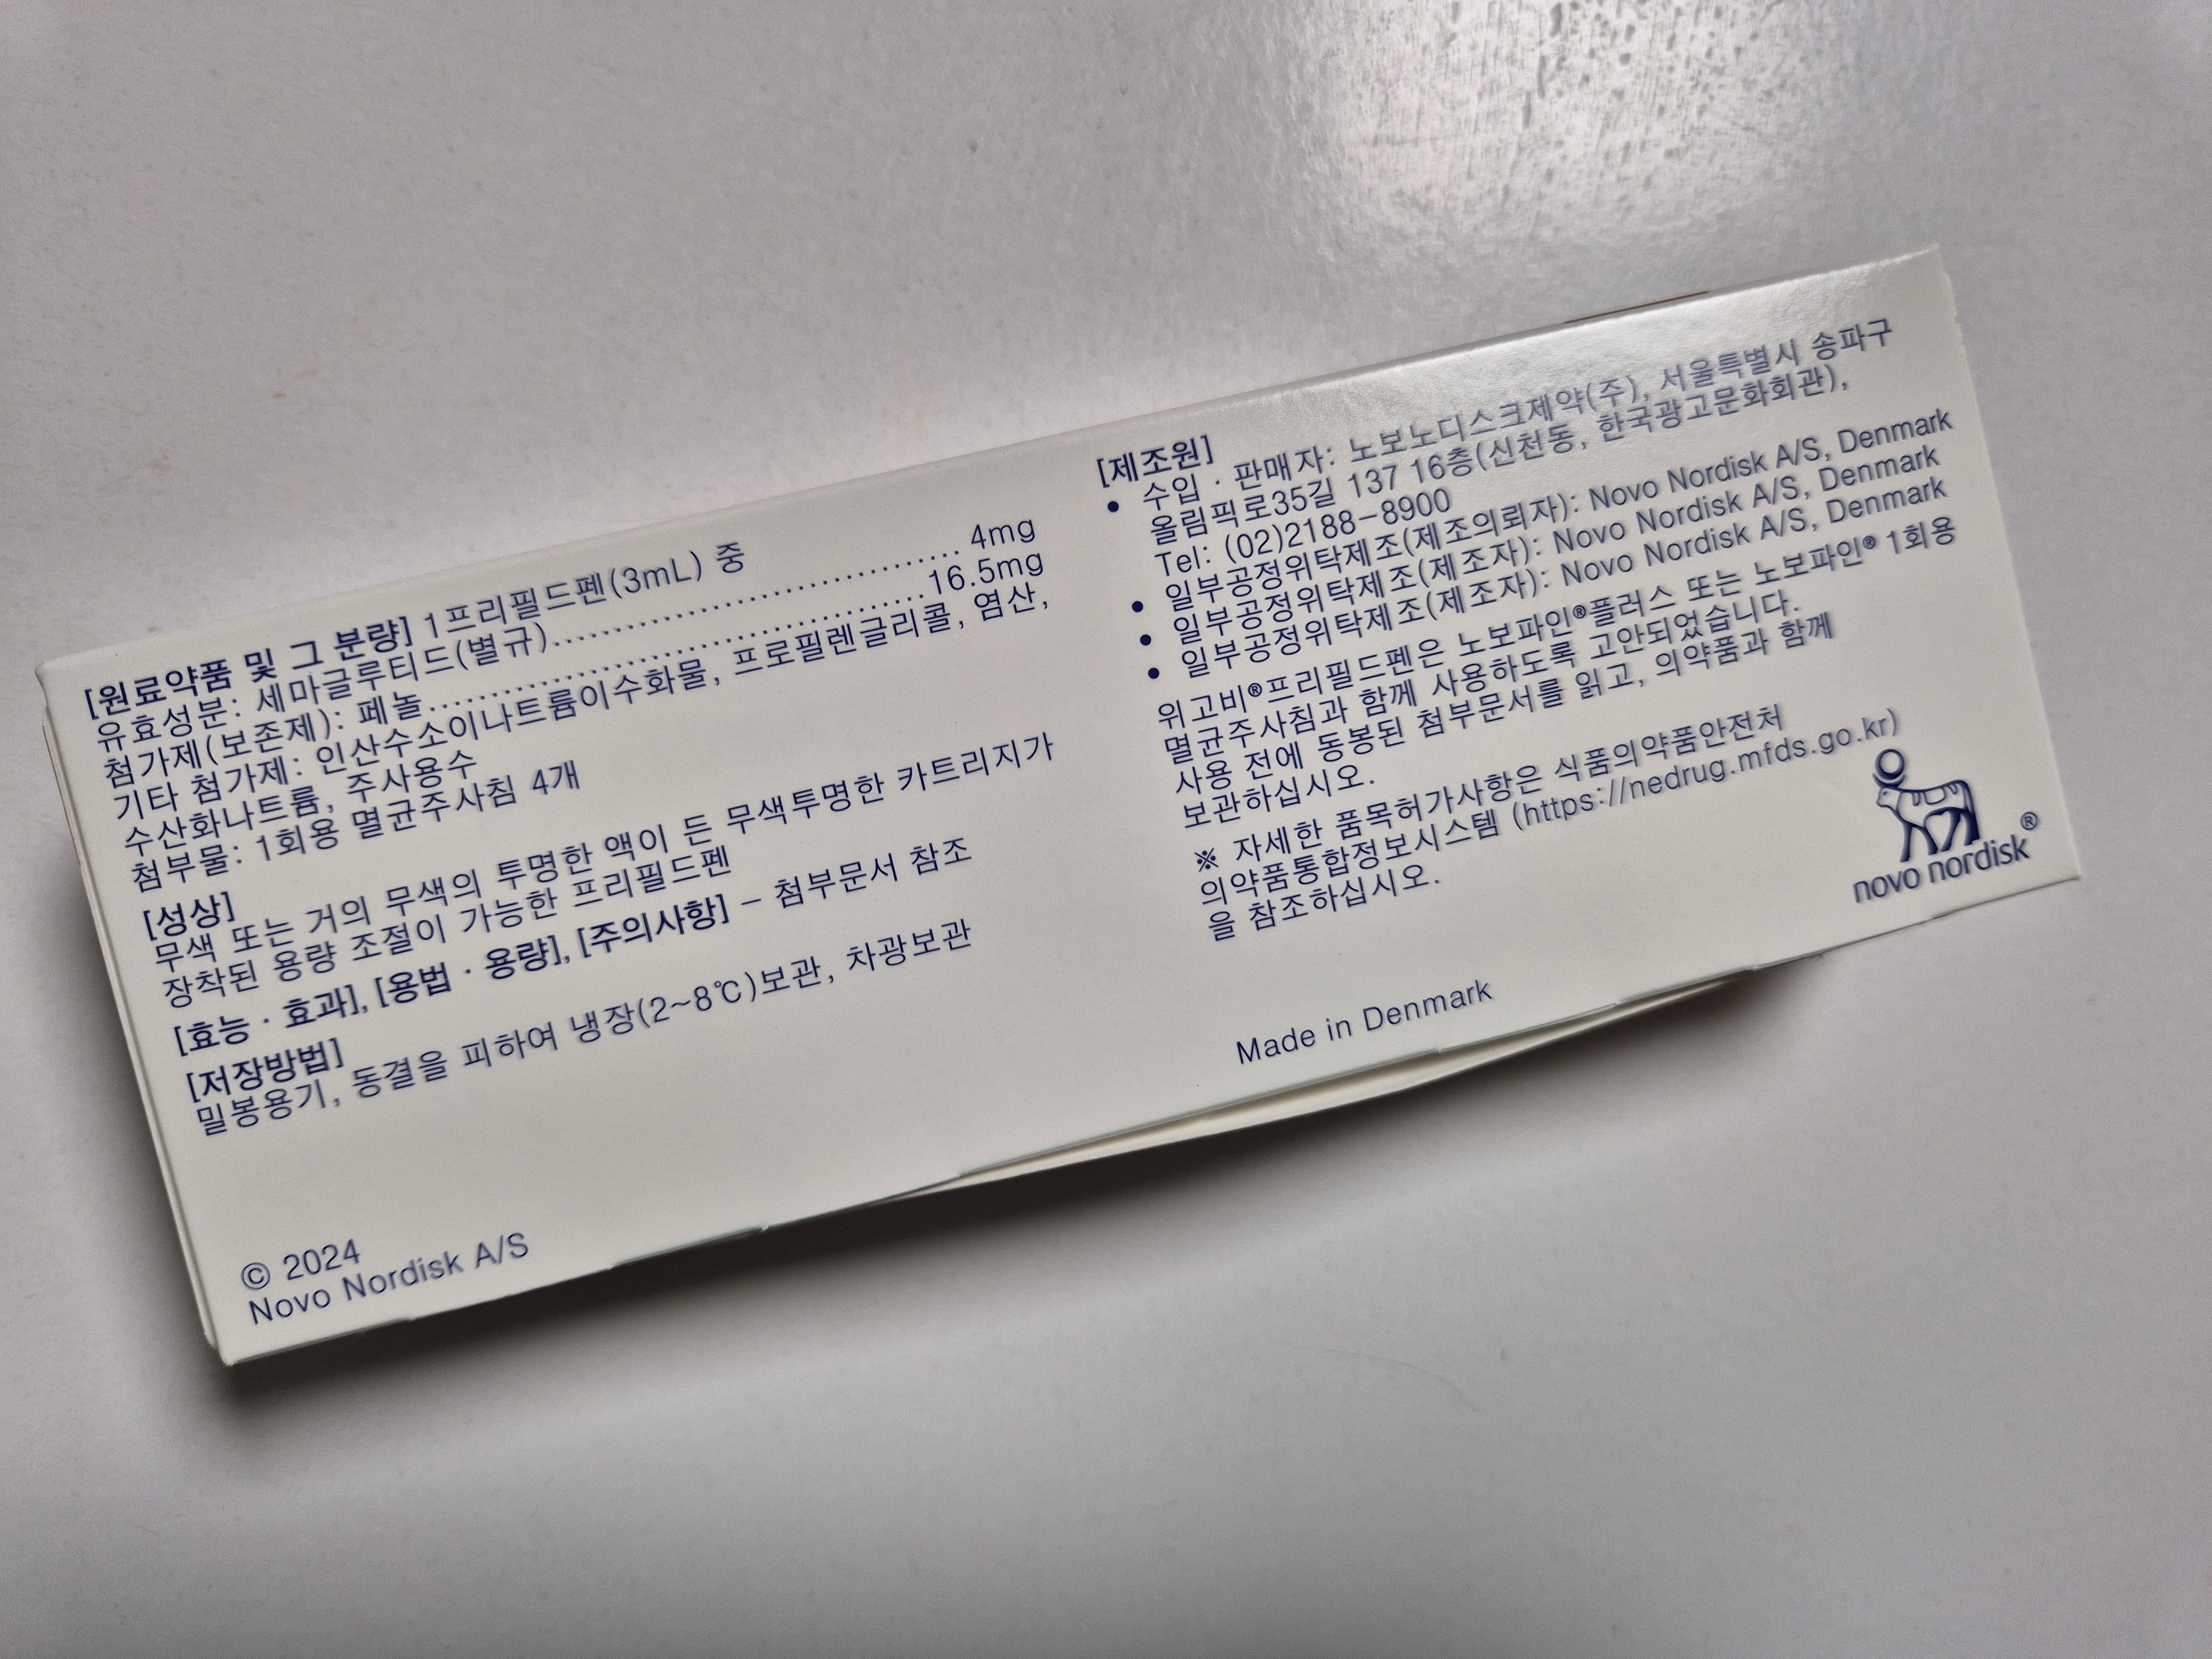 [원료약품 및 그 분량] 1프리필드펜(3mL) 중
유효성분: 세마글루티드(별규)........................................ 4mg
첨가제(보존제): 페놀................................................16.5mg
기타 첨가제: 인산수소이나트륨이수화물, 프로필렌글리콜, 염산,
수산화나트륨, 주사용수
첨부물: 1회용 멸균주사침 4개
[성상]
무색 또는 거의 무색의 투명한 액이 든 무색투명한 카트리지가
장착된 용량 조절이 가능한 프리필드펜
[효능 · 효과], [용법 · 용량], [주의사항] – 첨부문서 참조
[저장방법]
밀봉용기, 동결을 피하여 냉장(2~8℃)보관, 차광보관
© 2024
Novo Nordisk A/S
[제조원]
• 수입 · 판매자: 노보노디스크제약(주), 서울특별시 송파구
올림픽로35길 137 16층(신천동, 한국광고문화회관),
Tel: (02)2188-8900
• 일부공정위탁제조(제조의뢰자): Novo Nordisk A/S, Denmark
• 일부공정위탁제조(제조자): Novo Nordisk A/S, Denmark
• 일부공정위탁제조(제조자): Novo Nordisk A/S, Denmark
위고비®프리필드펜은 노보파인®플러스 또는 노보파인® 1회용
멸균주사침과 함께 사용하도록 고안되었습니다.
사용 전에 동봉된 첨부문서를 읽고, 의약품과 함께
보관하십시오.
※ 자세한 품목허가사항은 식품의약품안전처
의약품통합정보시스템 (https://nedrug.mfds.go.kr)
을 참조하십시오.
Made in Denmark
novo nordisk®